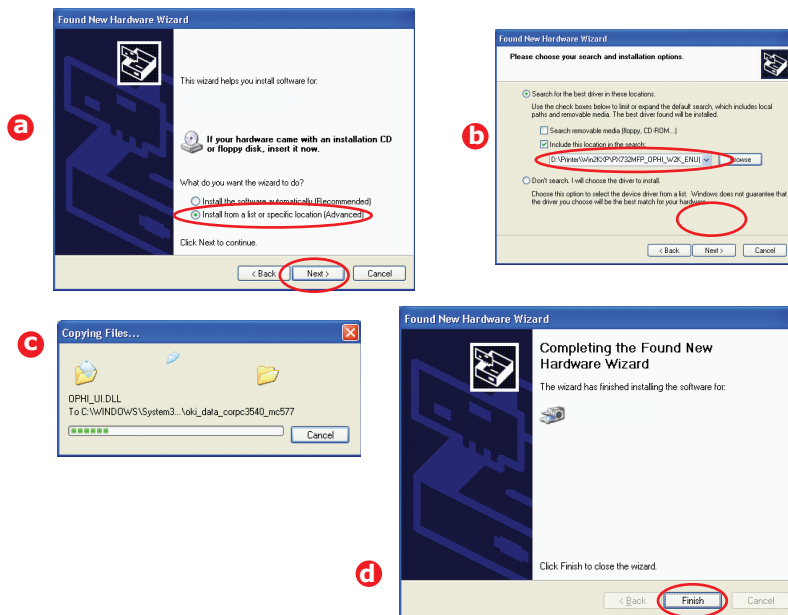 a
Found New Hardware Wizard
This wizard helps you install software for:
If your hardware came with an installation CD
or floppy disk, insert it now.
What do you want the wizard to do?
Install the software automatically (Recommended)
Install from a list or specific location (Advanced)
Click Next to continue.
< Back
Next >
Cancel
b
Found New Hardware Wizard
Please choose your search and installation options.
Search for the best driver in these locations.
Use the check boxes below to limit or expand the default search, which includes local
paths and removable media. The best driver found will be installed.
Search removable media (floppy, CD-ROM...)
Include this location in the search:
D:\Printer\Win2KXP\PX732MFP_OPHI_W2K_ENU\
Browse
Don't search. I will choose the driver to install.
Choose this option to select the device driver from a list. Windows does not guarantee that
the driver you choose will be the best match for your hardware.
< Back
Next >
Cancel
c
Copying Files...
OPHI_UI.DLL
To C:\WINDOWS\System3...\oki_data_corpc3540_mc577
Cancel
d
Found New Hardware Wizard
Completing the Found New
Hardware Wizard
The wizard has finished installing the software for:
Click Finish to close the wizard.
< Back
Finish
Cancel